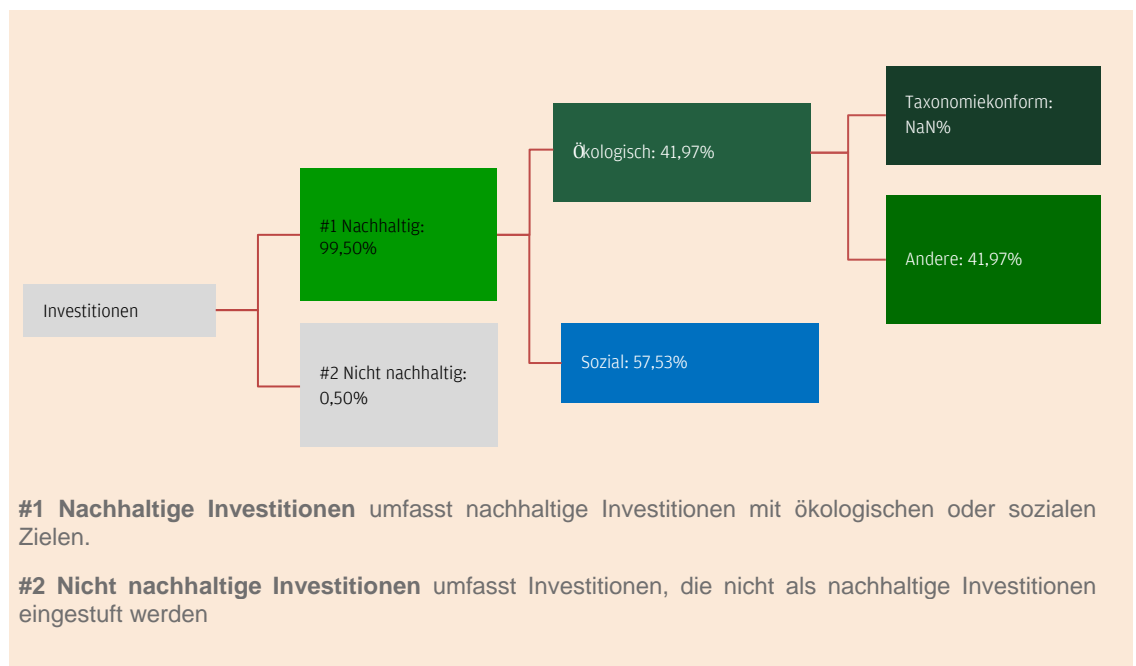 Investitionen
#1 Nachhaltig:
99,50%
#2 Nicht nachhaltig:
0,50%
Ökologisch: 41,97%
Sozial: 57,53%
Taxonomiekonform:
NaN%
Andere: 41,97%
#1 Nachhaltige Investitionen umfasst nachhaltige Investitionen mit ökologischen oder sozialen
Zielen.
#2 Nicht nachhaltige Investitionen umfasst Investitionen, die nicht als nachhaltige Investitionen
eingestuft werden